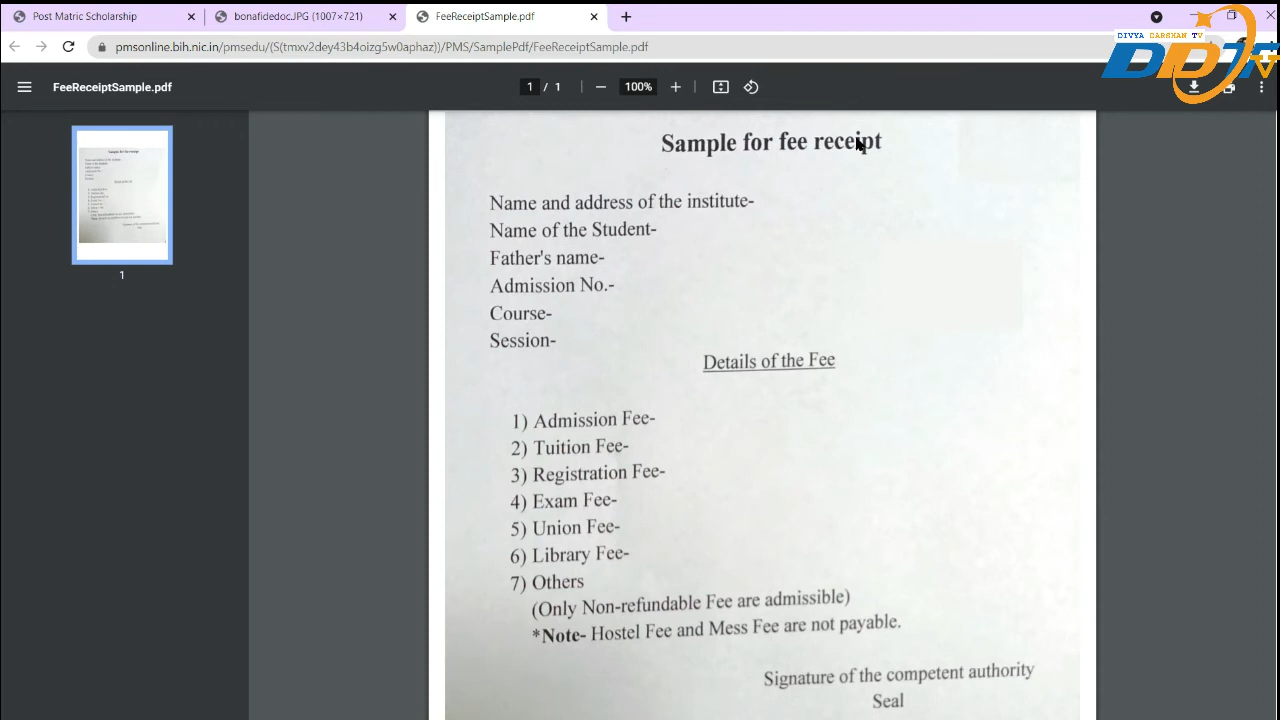 Post Matric Scholarship
bonafidedoc.JPG (1007×721)
FeeReceiptSample.pdf
pmsonline.bih.nic.in/pmsedu/(S(tmxv2dey43b4oizg5w0aphaz))/PMS/SamplePdf/FeeReceiptSample.pdf
DIVYA DARSHAN TV
DDTV
FeeReceiptSample.pdf
1 / 1
100%
1
Sample for fee receipt
Name and address of the institute-
Name of the Student-
Father's name-
Admission No.-
Course-
Session-
Details of the Fee
1) Admission Fee-
2) Tuition Fee-
3) Registration Fee-
4) Exam Fee-
5) Union Fee-
6) Library Fee-
7) Others
(Only Non-refundable Fee are admissible)
*Note- Hostel Fee and Mess Fee are not payable.
Signature of the competent authority
Seal